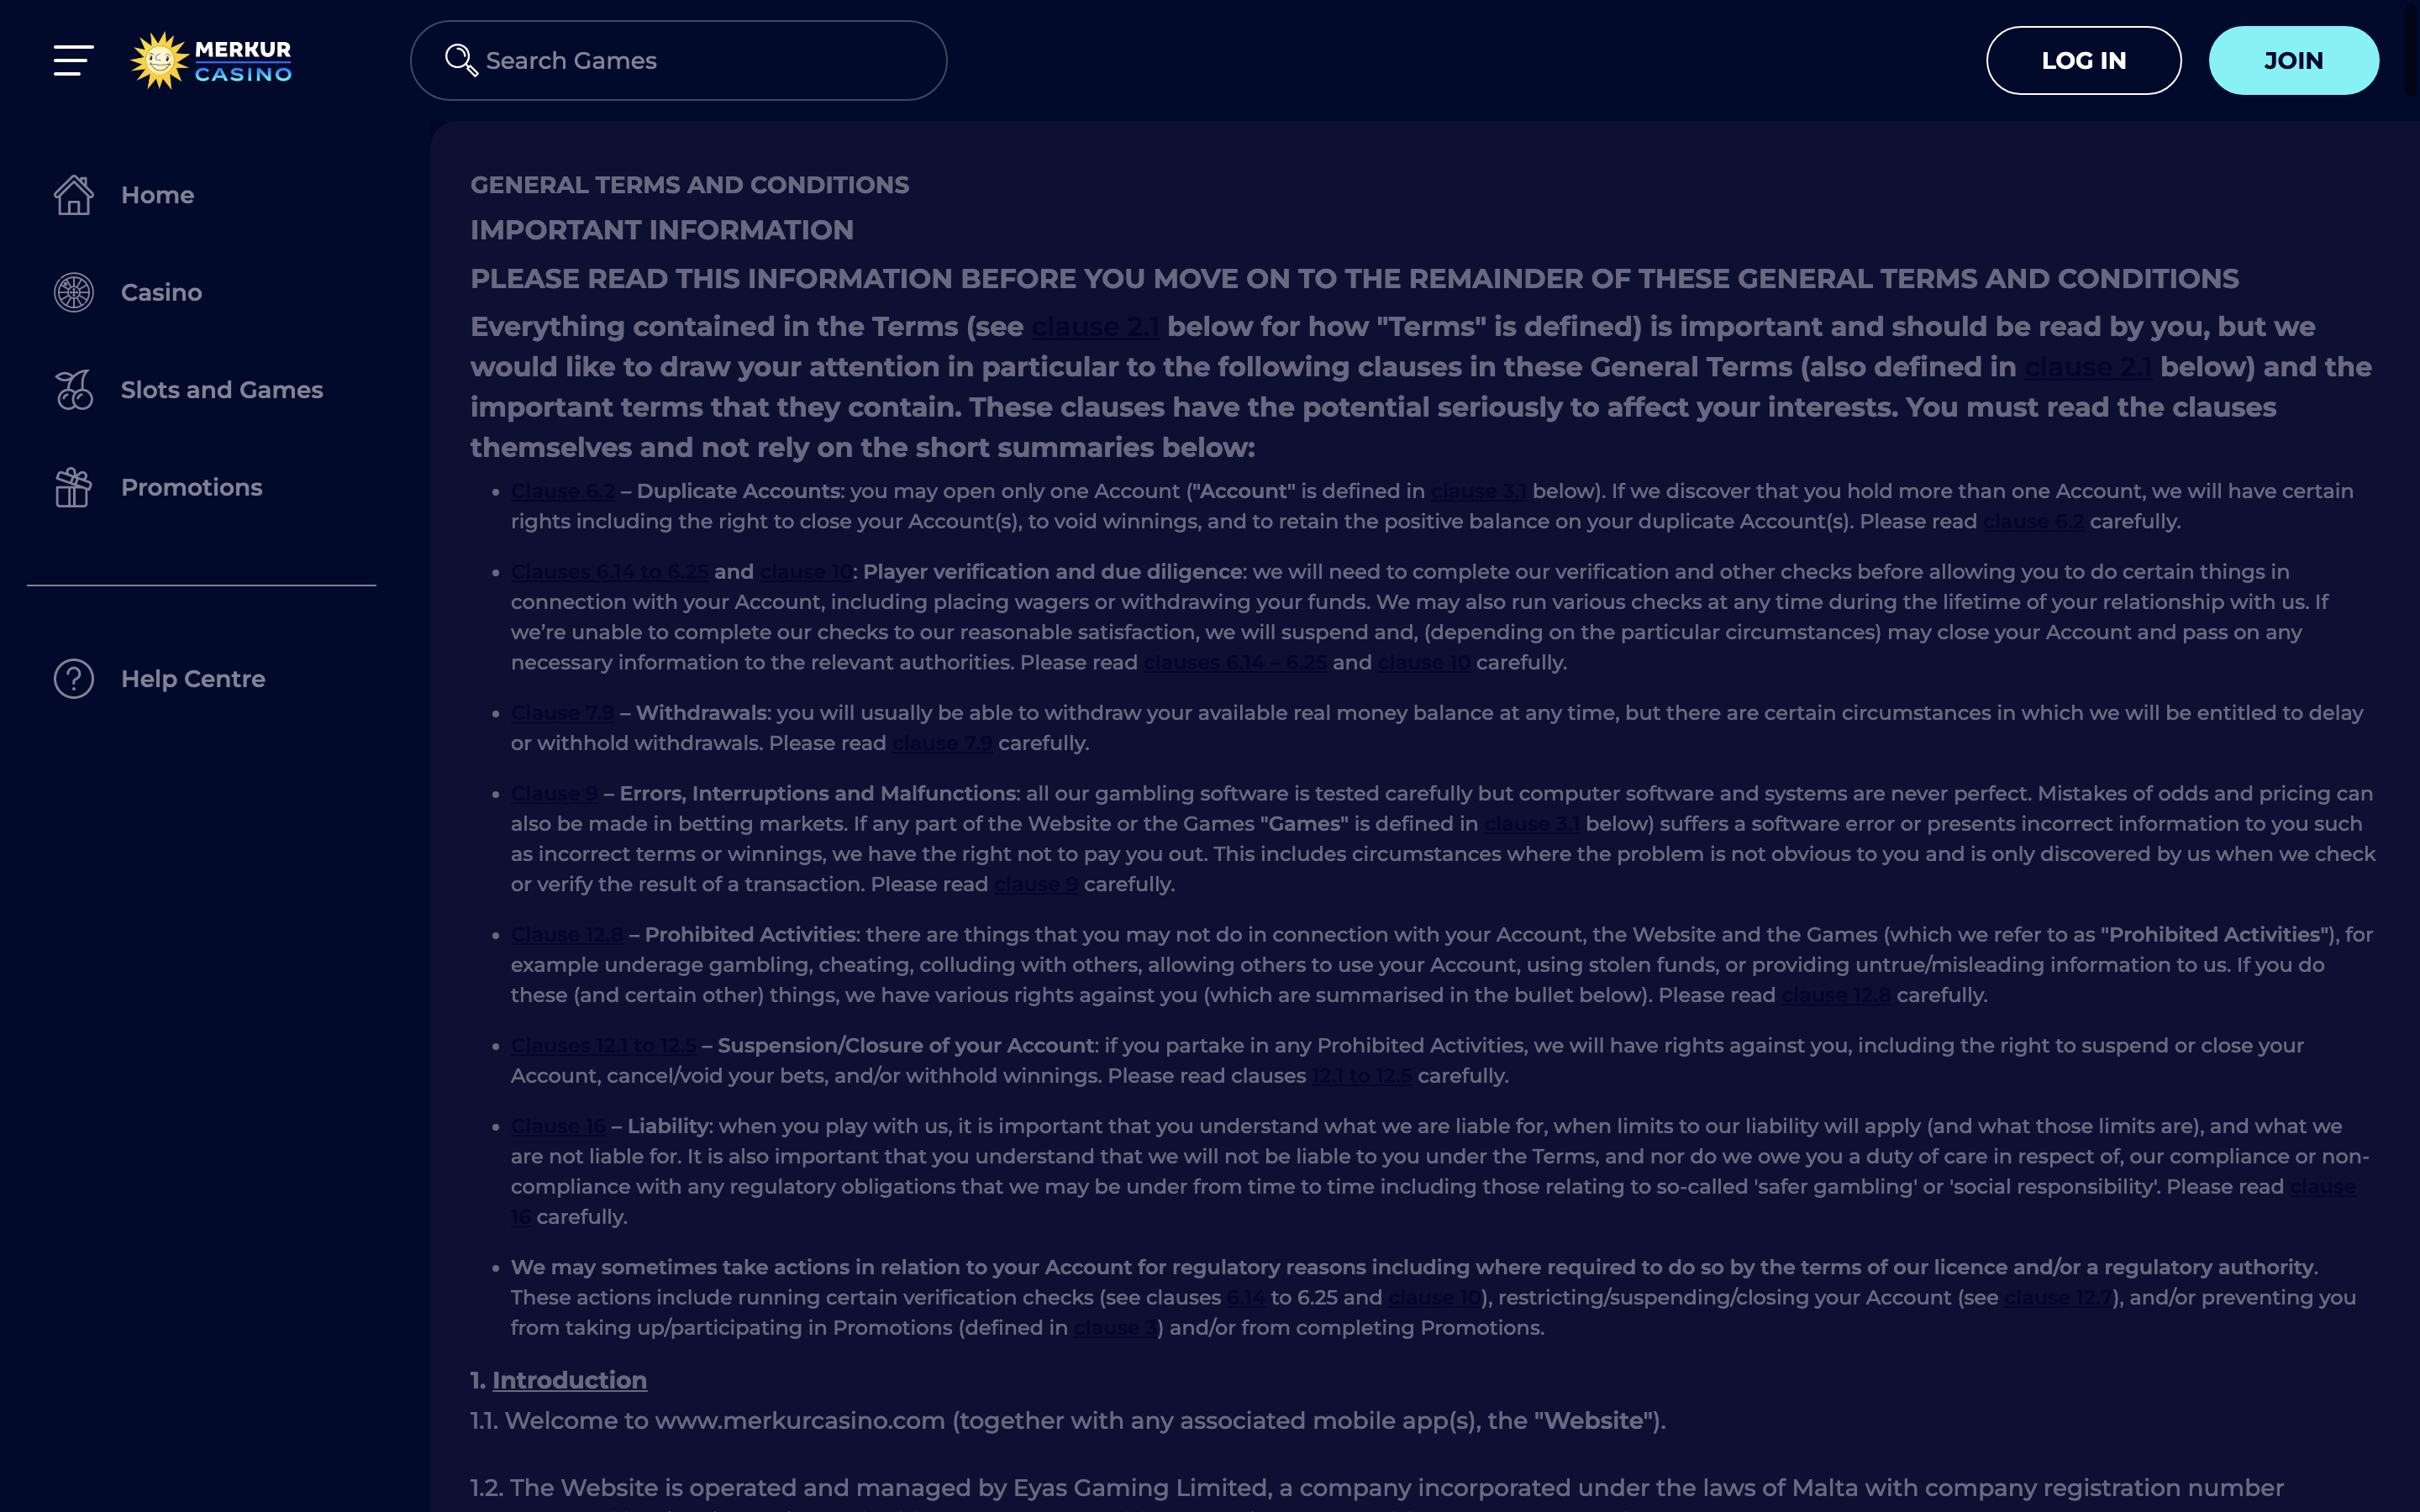 MERKUR
CASINO
Search Games
LOG IN
JOIN
Home
Casino
Slots and Games
Promotions
Help Centre
GENERAL TERMS AND CONDITIONS
IMPORTANT INFORMATION
PLEASE READ THIS INFORMATION BEFORE YOU MOVE ON TO THE REMAINDER OF THESE GENERAL TERMS AND CONDITIONS
Everything contained in the Terms (see clause 2.1 below for how "Terms" is defined) is important and should be read by you, but we
would like to draw your attention in particular to the following clauses in these General Terms (also defined in clause 2.1 below) and the
important terms that they contain. These clauses have the potential seriously to affect your interests. You must read the clauses
themselves and not rely on the short summaries below:
• Clause 6.2 – Duplicate Accounts: you may open only one Account ("Account" is defined in clause 3.1 below). If we discover that you hold more than one Account, we will have certain
rights including the right to close your Account(s), to void winnings, and to retain the positive balance on your duplicate Account(s). Please read clause 6.2 carefully.
• Clauses 6.14 to 6.25 and clause 10: Player verification and due diligence: we will need to complete our verification and other checks before allowing you to do certain things in
connection with your Account, including placing wagers or withdrawing your funds. We may also run various checks at any time during the lifetime of your relationship with us. If
we’re unable to complete our checks to our reasonable satisfaction, we will suspend and, (depending on the particular circumstances) may close your Account and pass on any
necessary information to the relevant authorities. Please read clauses 6.14 – 6.25 and clause 10 carefully.
• Clause 7.9 – Withdrawals: you will usually be able to withdraw your available real money balance at any time, but there are certain circumstances in which we will be entitled to delay
or withhold withdrawals. Please read clause 7.9 carefully.
• Clause 9 – Errors, Interruptions and Malfunctions: all our gambling software is tested carefully but computer software and systems are never perfect. Mistakes of odds and pricing can
also be made in betting markets. If any part of the Website or the Games "Games" is defined in clause 3.1 below) suffers a software error or presents incorrect information to you such
as incorrect terms or winnings, we have the right not to pay you out. This includes circumstances where the problem is not obvious to you and is only discovered by us when we check
or verify the result of a transaction. Please read clause 9 carefully.
• Clause 12.8 – Prohibited Activities: there are things that you may not do in connection with your Account, the Website and the Games (which we refer to as "Prohibited Activities"), for
example underage gambling, cheating, colluding with others, allowing others to use your Account, using stolen funds, or providing untrue/misleading information to us. If you do
these (and certain other) things, we have various rights against you (which are summarised in the bullet below). Please read clause 12.8 carefully.
• Clauses 12.1 to 12.5 – Suspension/Closure of your Account: if you partake in any Prohibited Activities, we will have rights against you, including the right to suspend or close your
Account, cancel/void your bets, and/or withhold winnings. Please read clauses 12.1 to 12.5 carefully.
• Clause 16 – Liability: when you play with us, it is important that you understand what we are liable for, when limits to our liability will apply (and what those limits are), and what we
are not liable for. It is also important that you understand that we will not be liable to you under the Terms, and nor do we owe you a duty of care in respect of, our compliance or non-
compliance with any regulatory obligations that we may be under from time to time including those relating to so-called 'safer gambling' or 'social responsibility'. Please read clause
16 carefully.
• We may sometimes take actions in relation to your Account for regulatory reasons including where required to do so by the terms of our licence and/or a regulatory authority.
These actions include running certain verification checks (see clauses 6.14 to 6.25 and clause 10), restricting/suspending/closing your Account (see clause 12.7), and/or preventing you
from taking up/participating in Promotions (defined in clause 3) and/or from completing Promotions.
1. Introduction
1.1. Welcome to www.merkurcasino.com (together with any associated mobile app(s), the "Website").
1.2. The Website is operated and managed by Eyas Gaming Limited, a company incorporated under the laws of Malta with company registration number